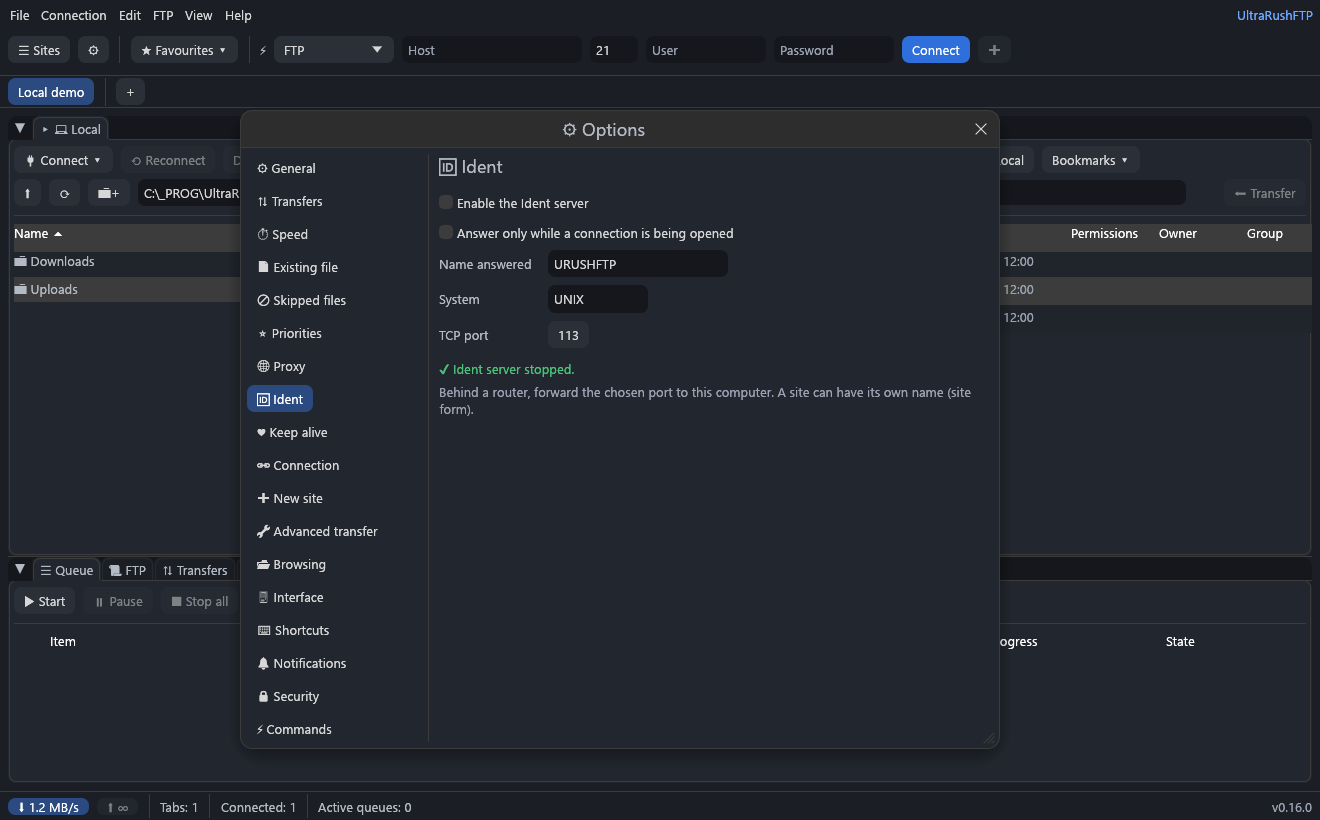 File Connection Edit FTP View Help UltraRushFTP
Sites Favourites FTP Host 21 User Password Connect +
Local demo +
Local
Connect Reconnect D ocal Bookmarks
C:\_PROG\UltraR Transfer
Name Permissions Owner Group
Downloads 12:00
Uploads 12:00
12:00
Options
General
Transfers
Speed
Existing file
Skipped files
Priorities
Proxy
Ident
Keep alive
Connection
New site
Advanced transfer
Browsing
Interface
Shortcuts
Notifications
Security
Commands
ID Ident
Enable the Ident server
Answer only while a connection is being opened
Name answered URUSHFTP
System UNIX
TCP port 113
✔ Ident server stopped.
Behind a router, forward the chosen port to this computer. A site can have its own name (site
form).
Queue FTP Transfers
Start Pause Stop all
Item ogress State
1.2 MB/s ∞ Tabs: 1 Connected: 1 Active queues: 0 v0.16.0